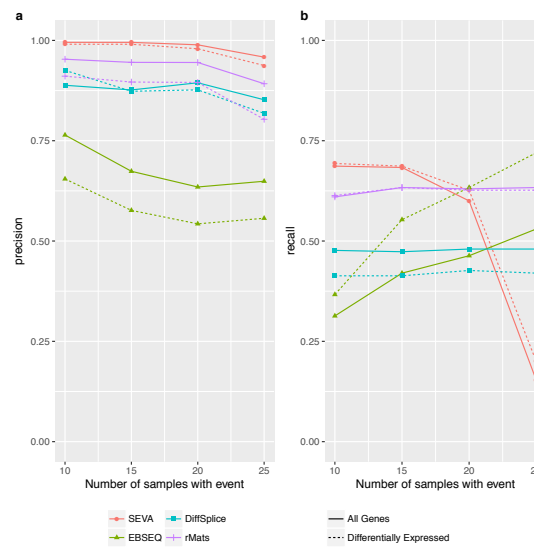 a
b
1.00
0.75
0.50
0.25
0.00
precision
10
15
20
25
Number of samples with event
1.00
0.75
0.50
0.25
0.00
recall
10
15
20
Number of samples with event
SEVA
DiffSplice
EBSEQ
rMats
All Genes
Differentially Expressed